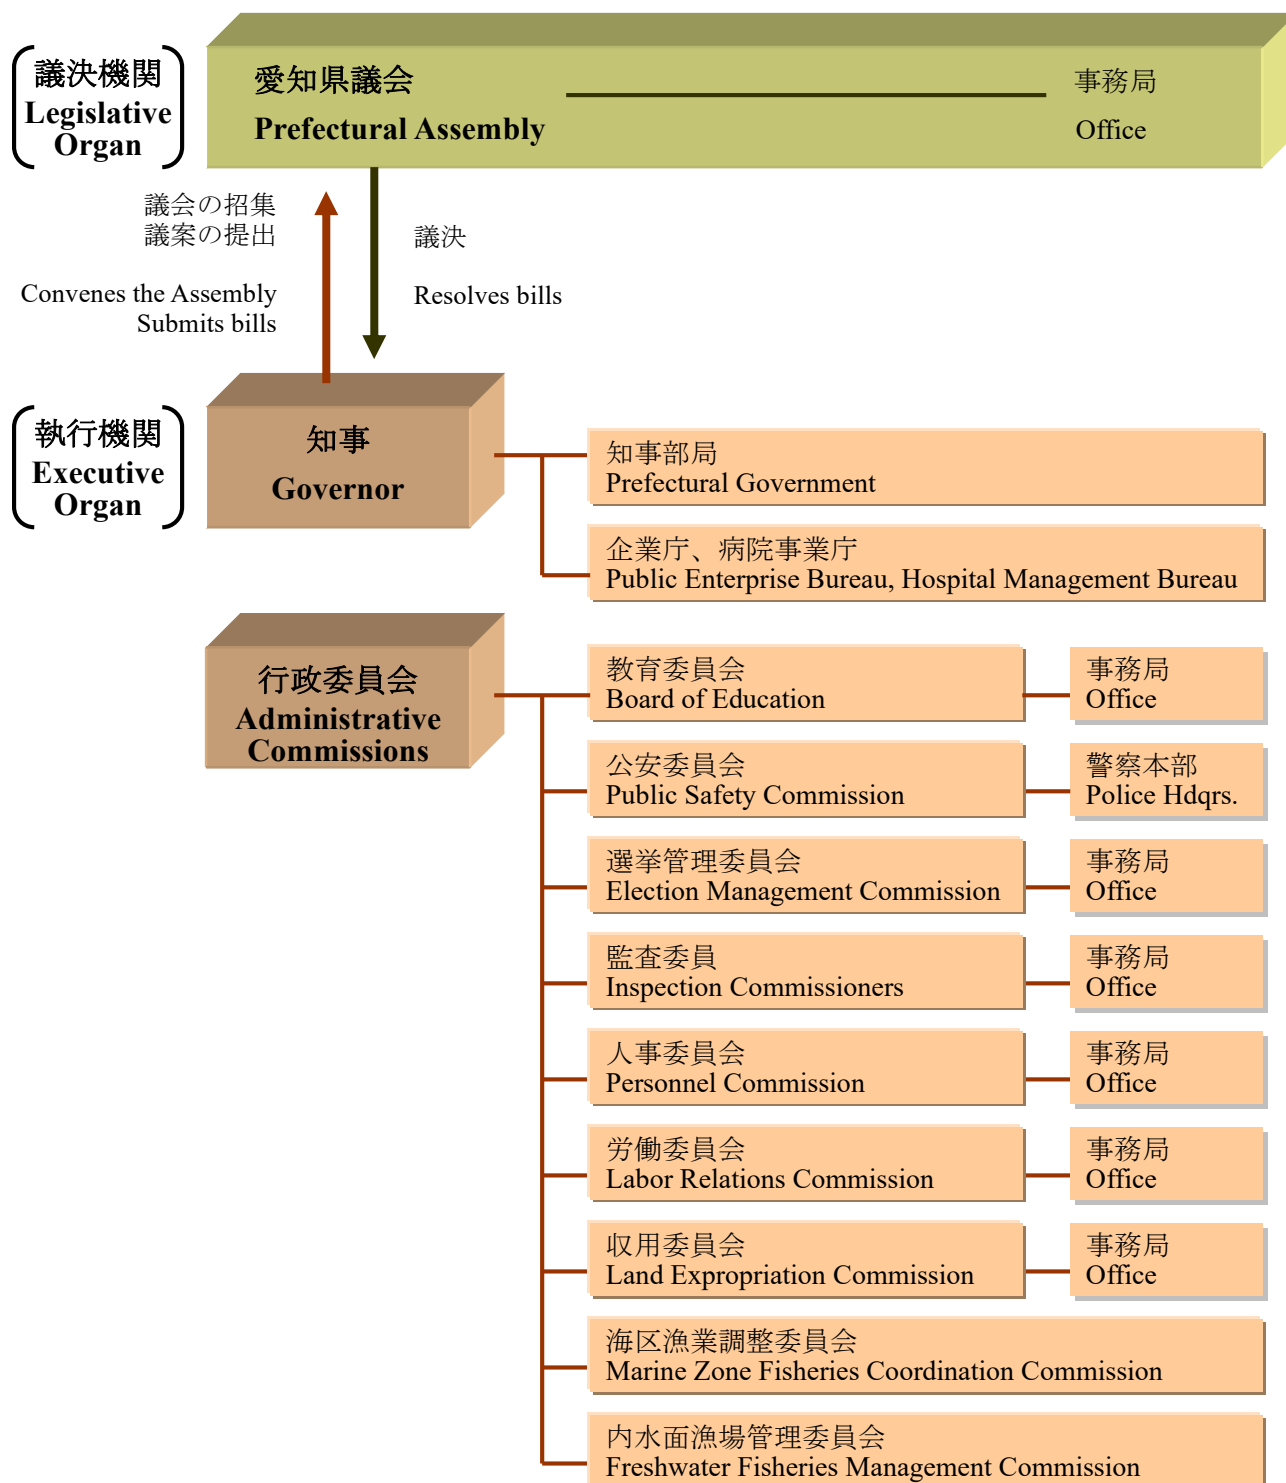 議決機関
Legislative
Organ
愛知県議会
Prefectural Assembly
事務局
Office
議会の招集
議案の提出
Convenes the Assembly
Submits bills
議決
Resolves bills
執行機関
Executive
Organ
知事
Governor
知事部局
Prefectural Government
企業庁、病院事業庁
Public Enterprise Bureau, Hospital Management Bureau
行政委員会
Administrative
Commissions
教育委員会
Board of Education
事務局
Office
公安委員会
Public Safety Commission
警察本部
Police Hdqrs.
選挙管理委員会
Election Management Commission
事務局
Office
監査委員
Inspection Commissioners
事務局
Office
人事委員会
Personnel Commission
事務局
Office
労働委員会
Labor Relations Commission
事務局
Office
収用委員会
Land Expropriation Commission
事務局
Office
海区漁業調整委員会
Marine Zone Fisheries Coordination Commission
内水面漁場管理委員会
Freshwater Fisheries Management Commission